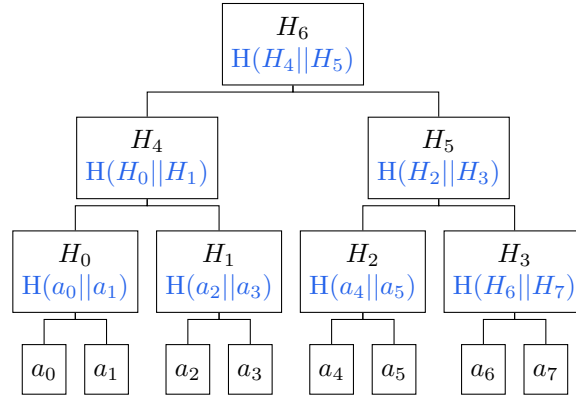 H₆
H(H₄||H₅)
H₄
H(H₀||H₁)
H₅
H(H₂||H₃)
H₀
H(a₀||a₁)
H₁
H(a₂||a₃)
H₂
H(a₄||a₅)
H₃
H(H₆||H₇)
a₀ a₁ a₂ a₃ a₄ a₅ a₆ a₇